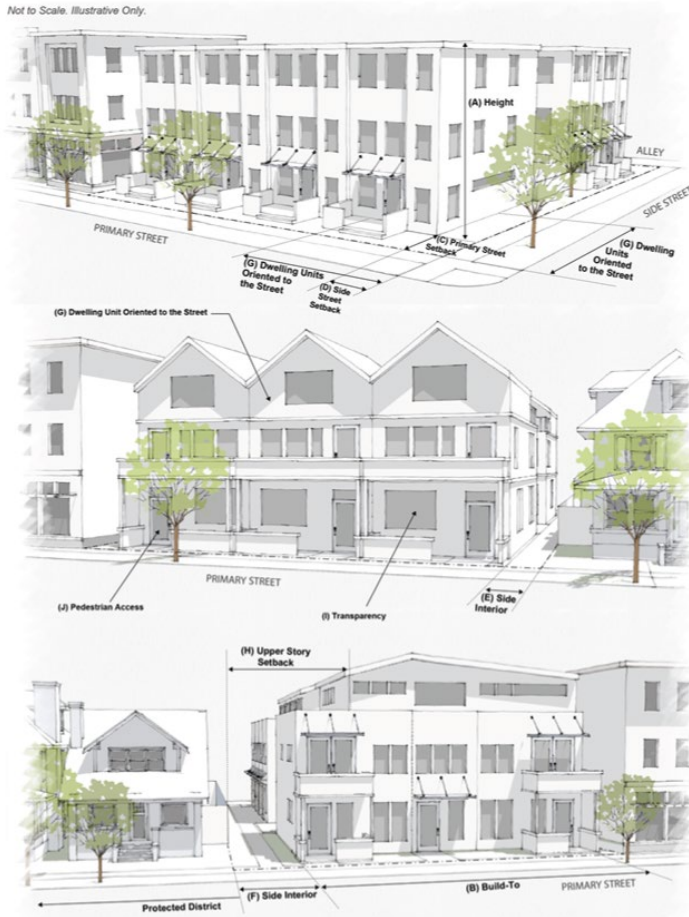 Not to Scale. Illustrative Only.
(A) Height
ALLEY
SIDE STREET
PRIMARY STREET
(C) Primary Street
Setback
(G) Dwelling Units
Oriented to
the Street
(D) Side
Street
Setback
(G) Dwelling
Units
Oriented
to the Street
(G) Dwelling Unit Oriented to the Street
PRIMARY STREET
(J) Pedestrian Access
(I) Transparency
(E) Side
Interior
(H) Upper Story
Setback
Protected District
(F) Side Interior
(B) Build-To
PRIMARY STREET